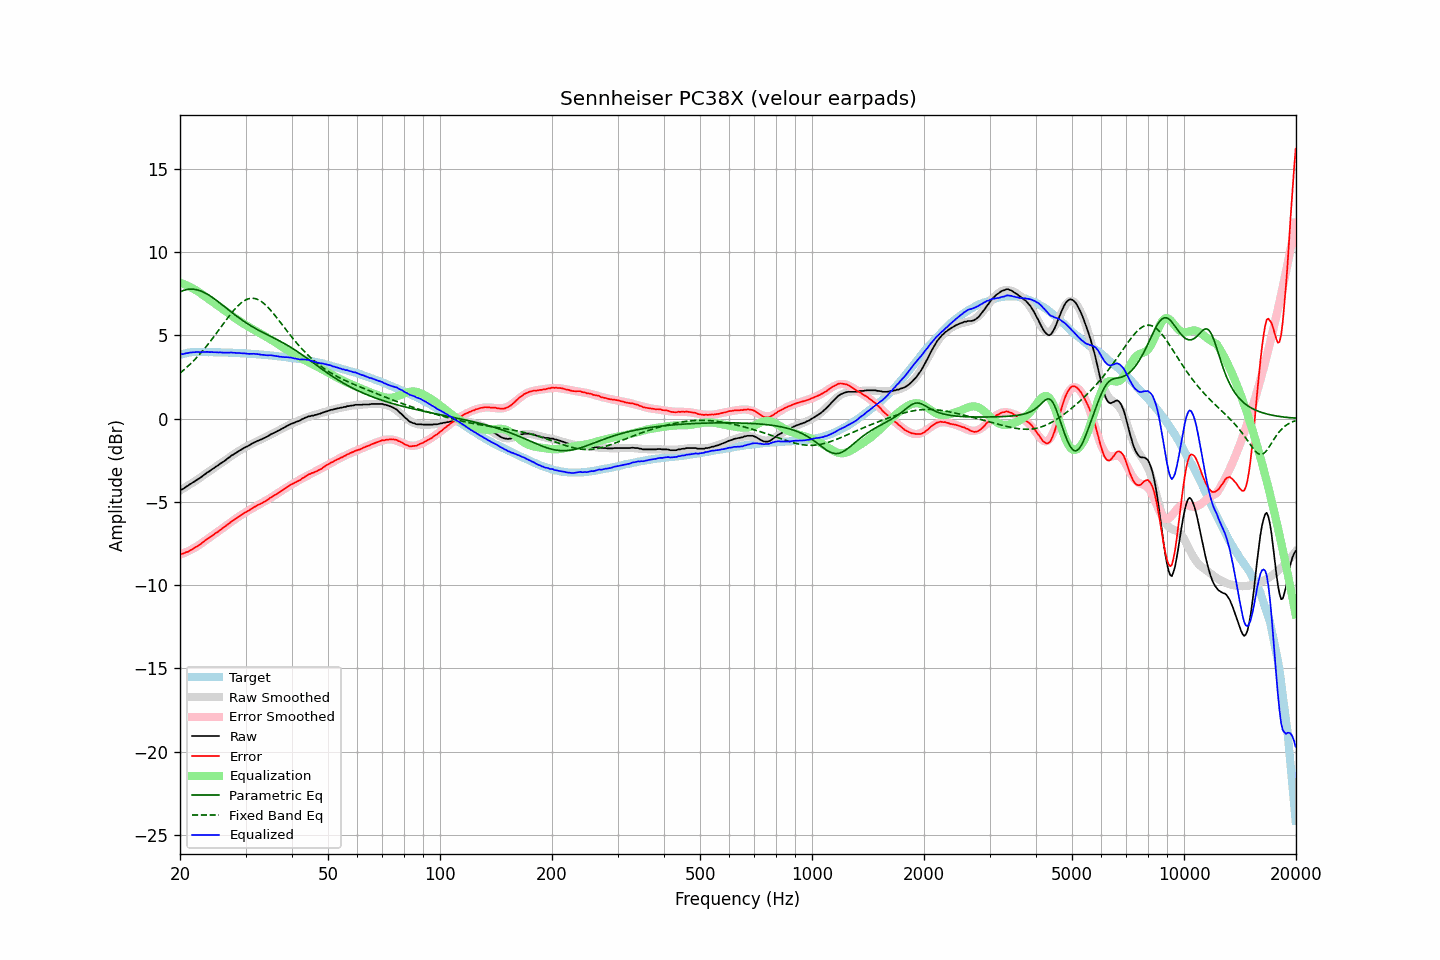 Sennheiser PC38X (velour earpads)
15
10
5
0
−5
−10
−15
−20
−25
Amplitude (dBr)
Target
Raw Smoothed
Error Smoothed
Raw
Error
Equalization
Parametric Eq
Fixed Band Eq
Equalized
20 50 100 200 500 1000 2000 5000 10000 20000
Frequency (Hz)